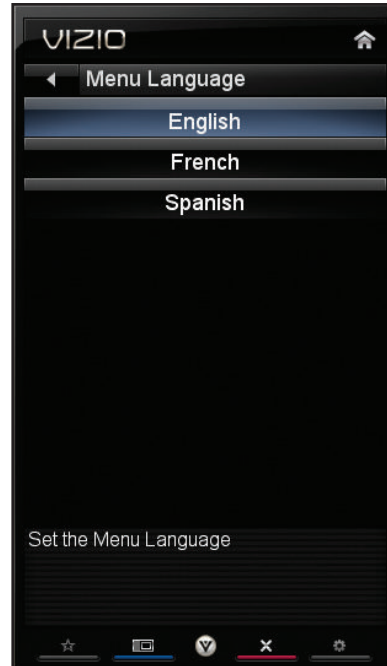 VIZIO
Menu Language
English
French
Spanish
Set the Menu Language